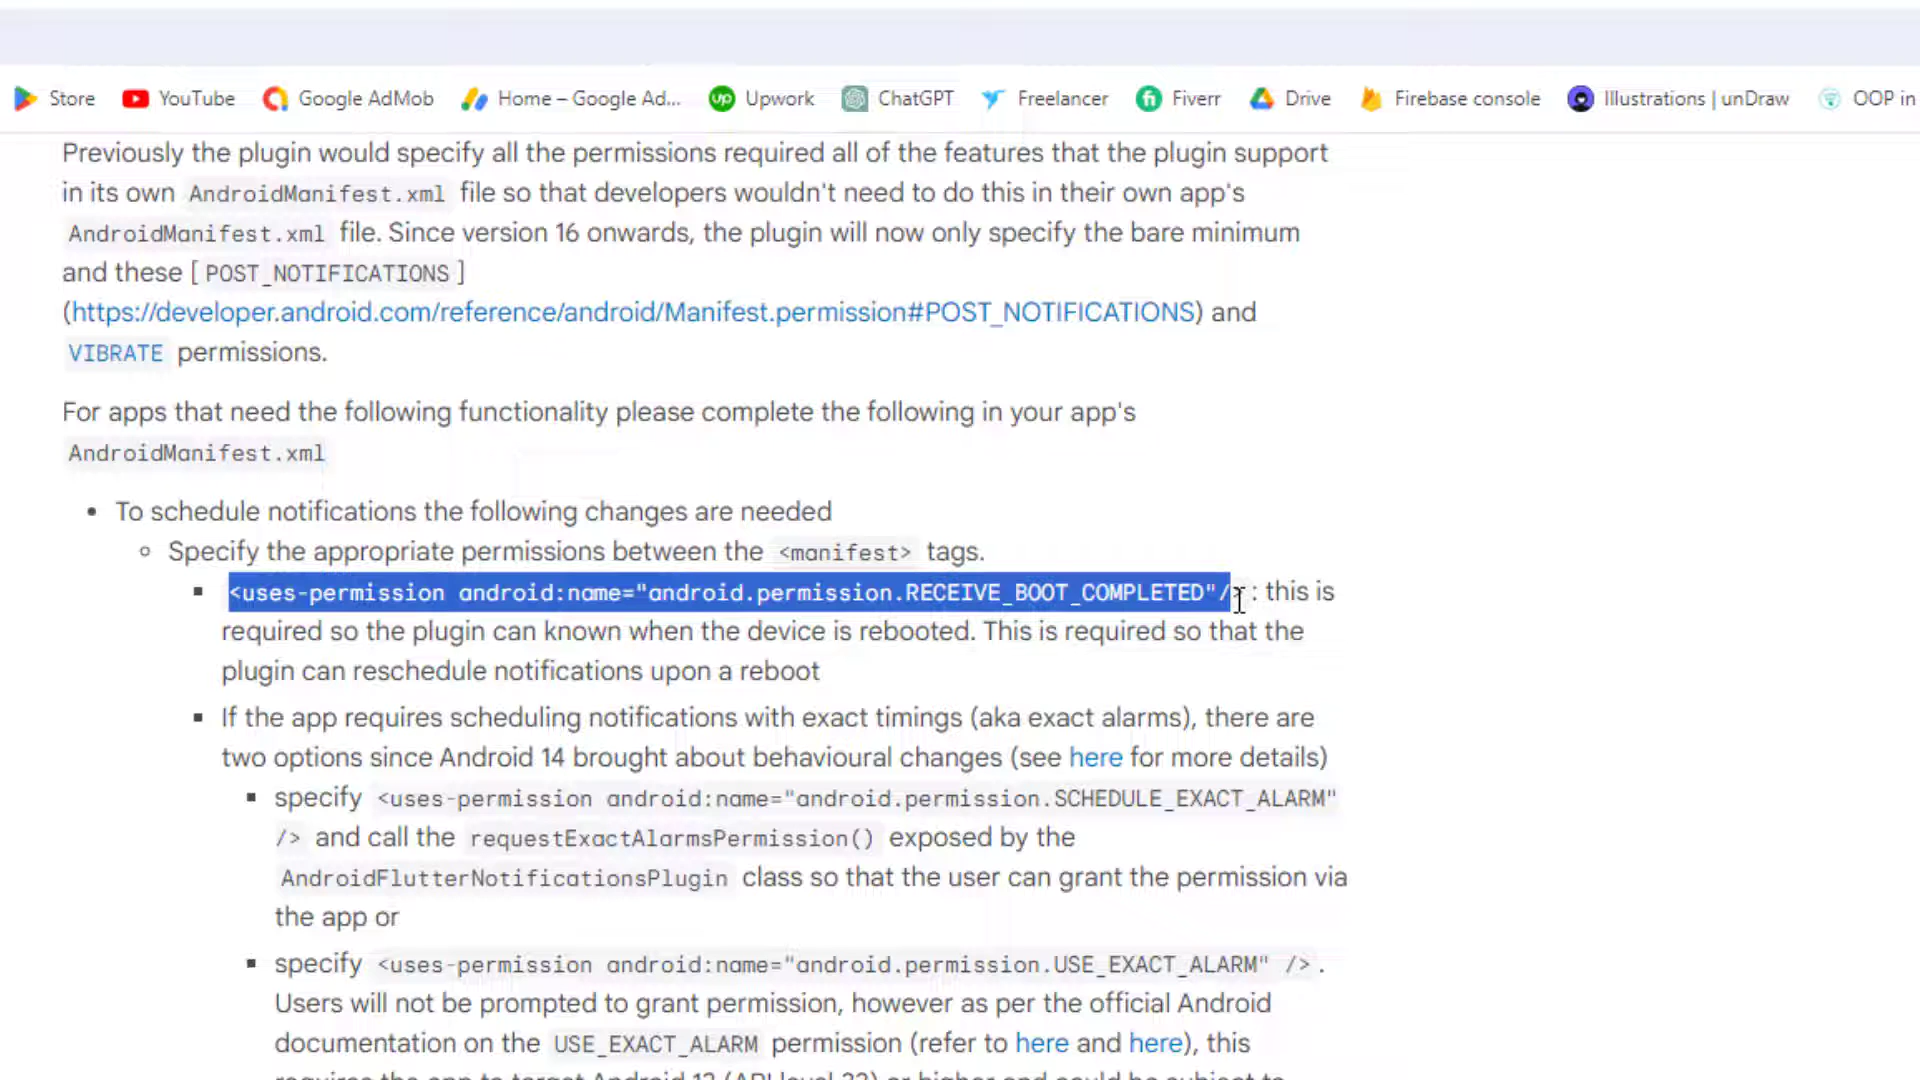 Store YouTube Google AdMob Home – Google Ad... Upwork ChatGPT Freelancer Fiverr Drive Firebase console Illustrations | unDraw OOP in
Previously the plugin would specify all the permissions required all of the features that the plugin support
in its own AndroidManifest.xml file so that developers wouldn't need to do this in their own app's
AndroidManifest.xml file. Since version 16 onwards, the plugin will now only specify the bare minimum
and these [ POST_NOTIFICATIONS ]
(https://developer.android.com/reference/android/Manifest.permission#POST_NOTIFICATIONS) and
VIBRATE permissions.
For apps that need the following functionality please complete the following in your app's
AndroidManifest.xml
• To schedule notifications the following changes are needed
○ Specify the appropriate permissions between the <manifest> tags.
▪ <uses-permission android:name="android.permission.RECEIVE_BOOT_COMPLETED"/> : this is
required so the plugin can known when the device is rebooted. This is required so that the
plugin can reschedule notifications upon a reboot
▪ If the app requires scheduling notifications with exact timings (aka exact alarms), there are
two options since Android 14 brought about behavioural changes (see here for more details)
▪ specify <uses-permission android:name="android.permission.SCHEDULE_EXACT_ALARM"
/> and call the requestExactAlarmsPermission() exposed by the
AndroidFlutterNotificationsPlugin class so that the user can grant the permission via
the app or
▪ specify <uses-permission android:name="android.permission.USE_EXACT_ALARM" /> .
Users will not be prompted to grant permission, however as per the official Android
documentation on the USE_EXACT_ALARM permission (refer to here and here), this